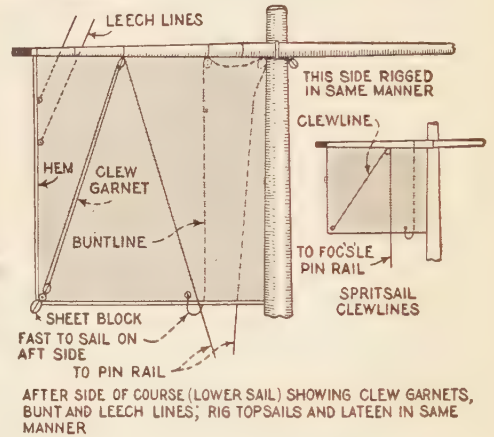 LEECH LINES
THIS SIDE RIGGED
IN SAME MANNER
CLEWLINE
HEM
CLEW
GARNET
BUNTLINE
TO FOC'SLE
PIN RAIL
SPRITSAIL
CLEWLINES
SHEET BLOCK
FAST TO SAIL ON
AFT SIDE
TO PIN RAIL
AFTER SIDE OF COURSE (LOWER SAIL) SHOWING CLEW GARNETS,
BUNT AND LEECH LINES; RIG TOPSAILS AND LATEEN IN SAME
MANNER